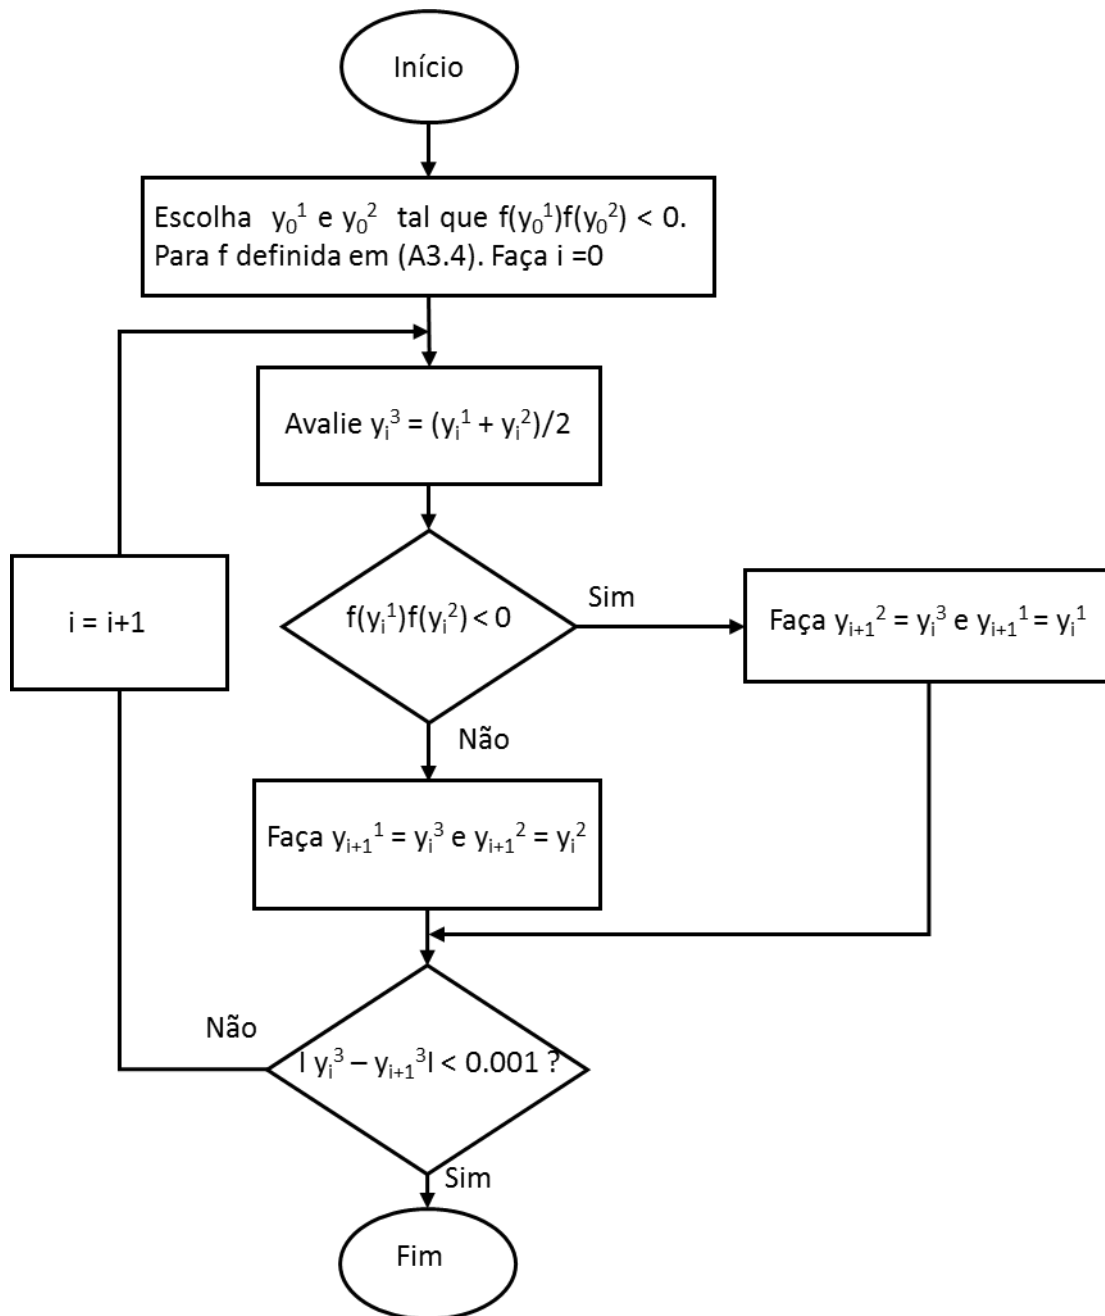 Início
Escolha y₀¹ e y₀² tal que f(y₀¹)f(y₀²) < 0.
Para f definida em (A3.4). Faça i =0
Avalie yᵢ³ = (yᵢ¹ + yᵢ²)/2
f(yᵢ¹)f(yᵢ²) < 0
Sim
Faça yᵢ₊₁² = yᵢ³ e yᵢ₊₁¹ = yᵢ¹
i = i+1
Não
Faça yᵢ₊₁¹ = yᵢ³ e yᵢ₊₁² = yᵢ²
Não
| yᵢ³ – yᵢ₊₁³| < 0.001 ?
Sim
Fim